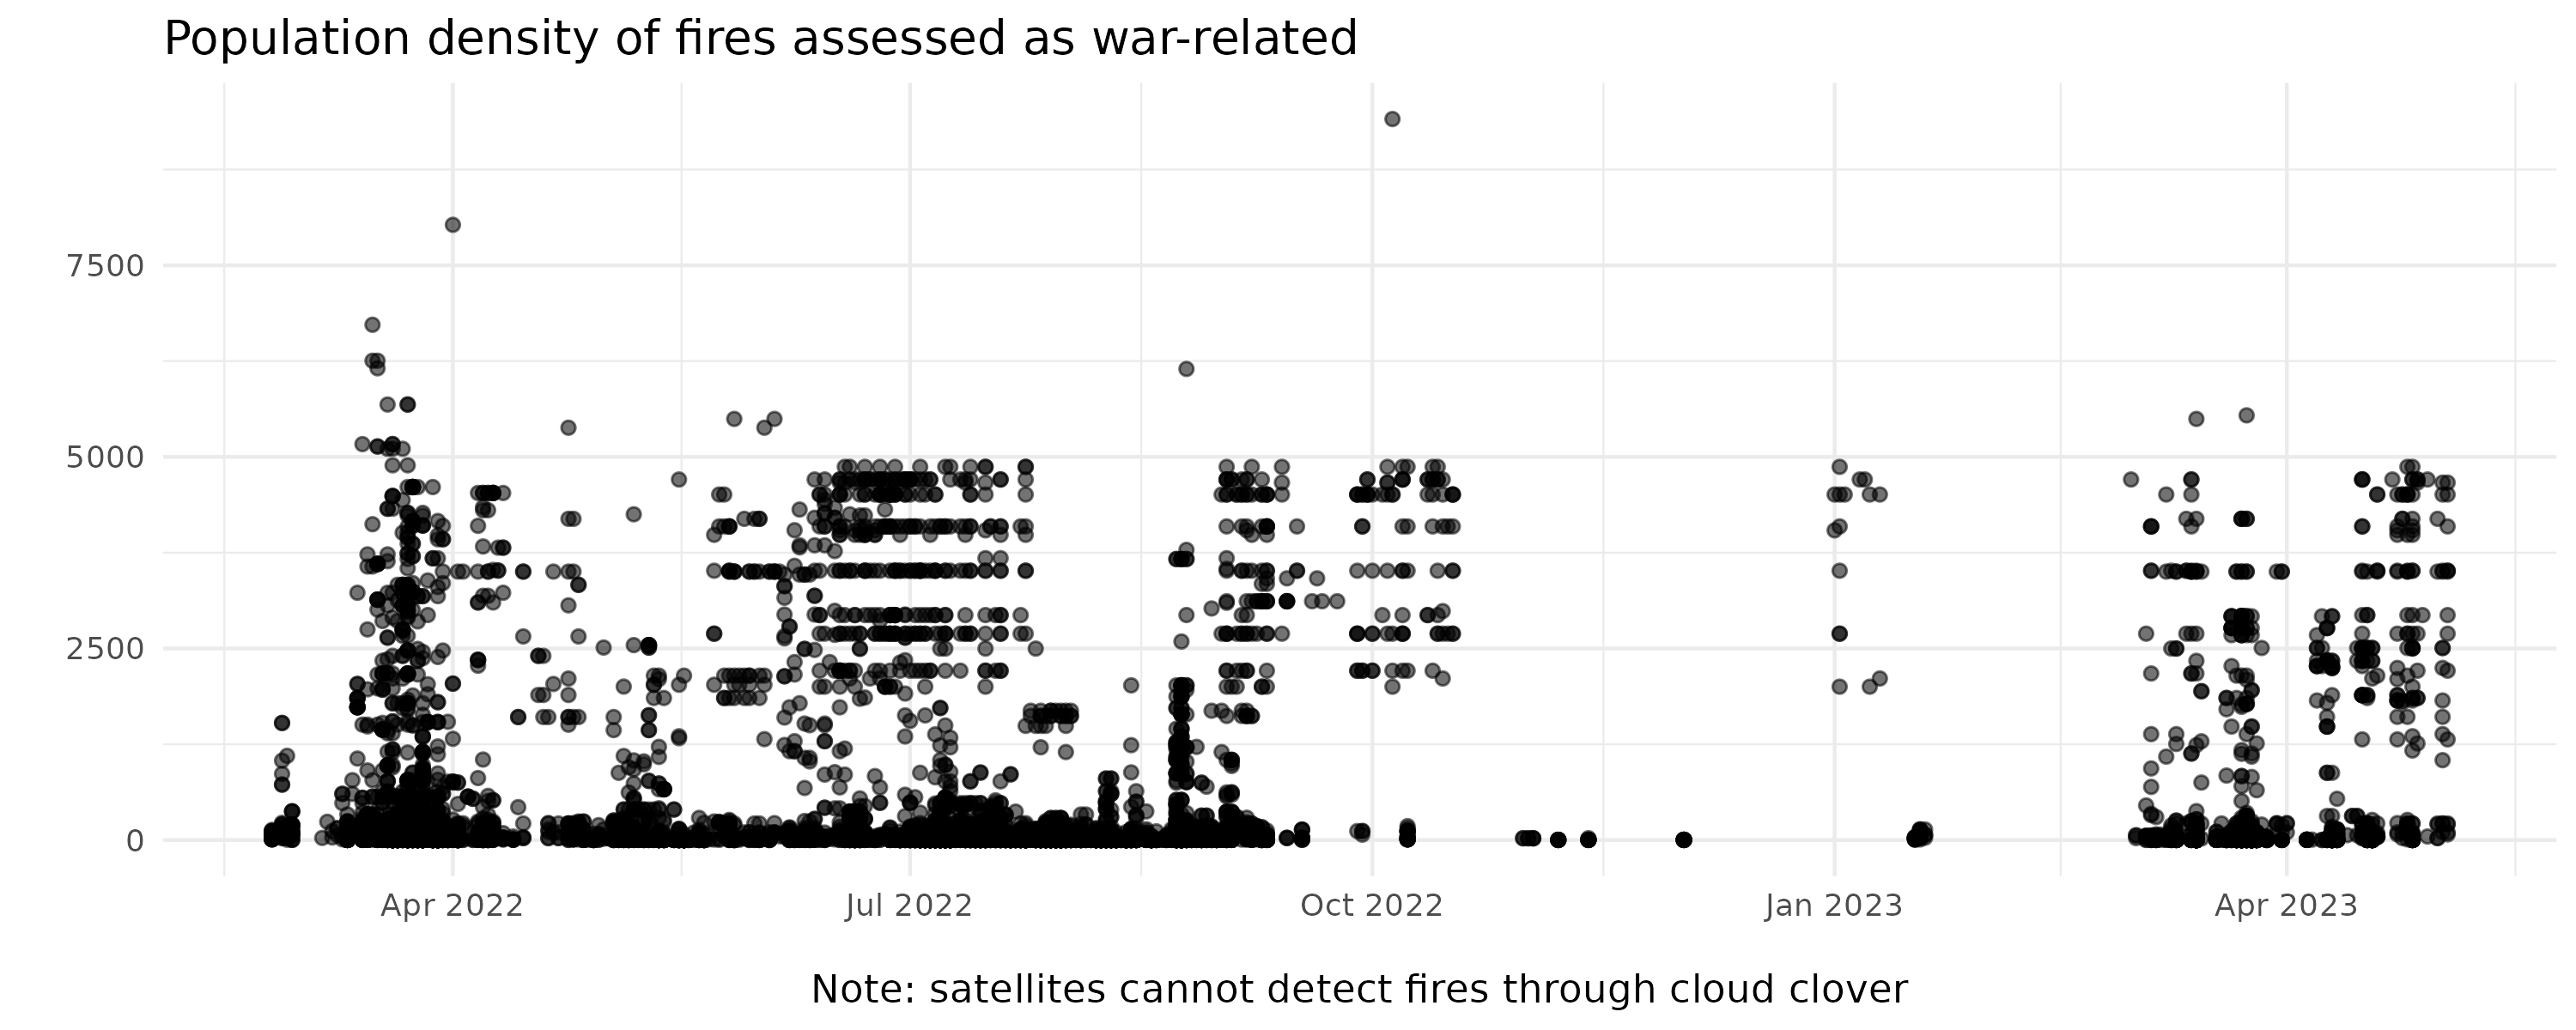 Population density of fires assessed as war-related
7500
5000
2500
0
Apr 2022
Jul 2022
Oct 2022
Jan 2023
Apr 2023
Note: satellites cannot detect fires through cloud clover